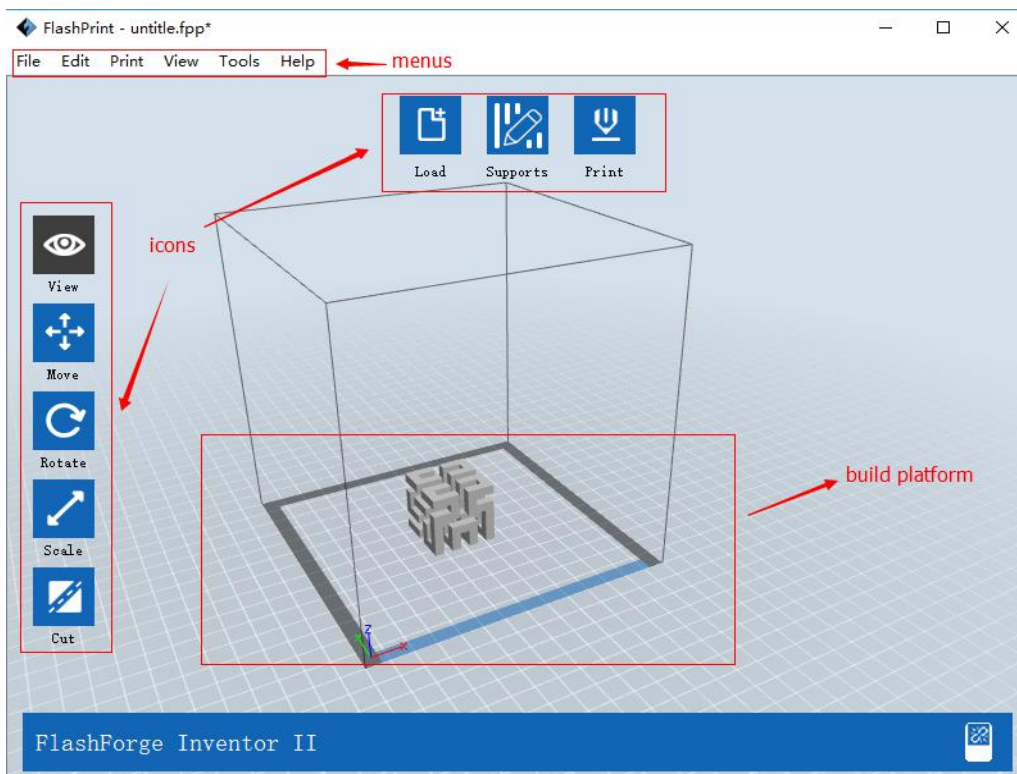 FlashPrint - untitle.fpp*
File Edit Print View Tools Help
menus
Load Supports Print
icons
View
Move
Rotate
Scale
Cut
build platform
Z
X
FlashForge Inventor II